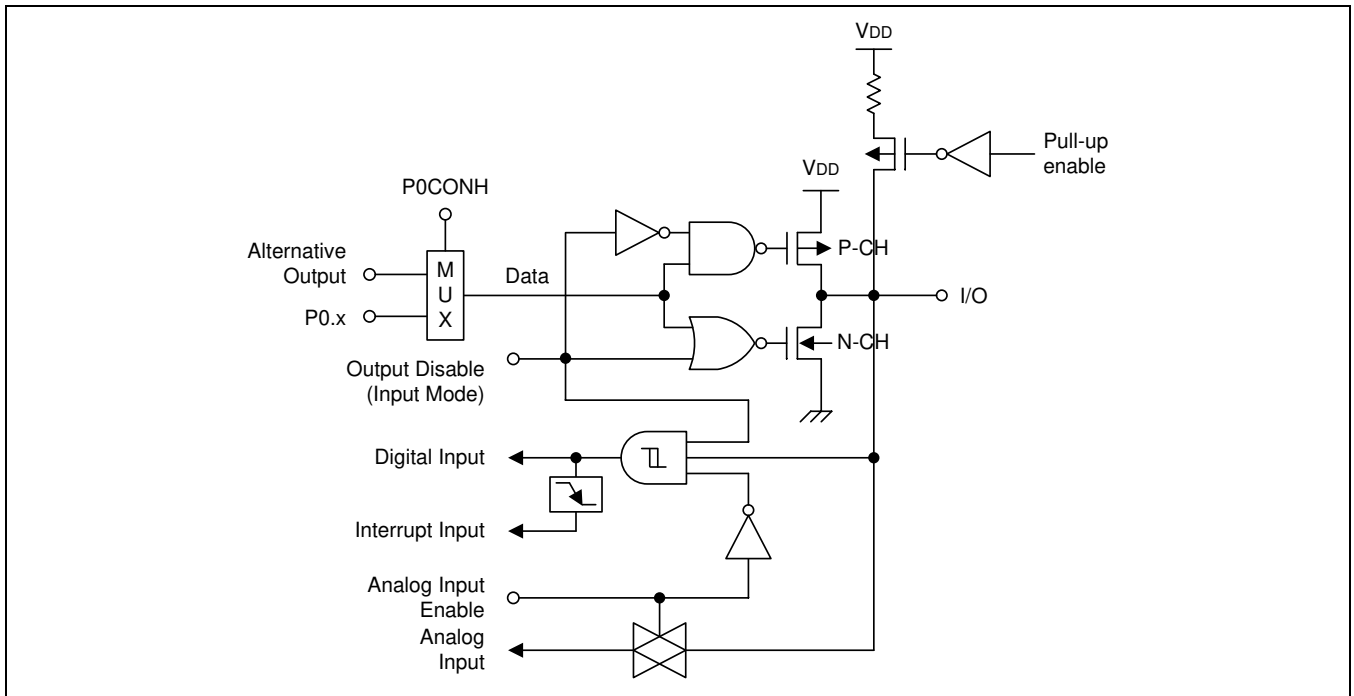 VDD
Pull-up
enable
VDD
P0CONH
P-CH
Alternative
Output
M
U
X
Data
I/O
P0.x
N-CH
Output Disable
(Input Mode)
Digital Input
Interrupt Input
Analog Input
Enable
Analog
Input